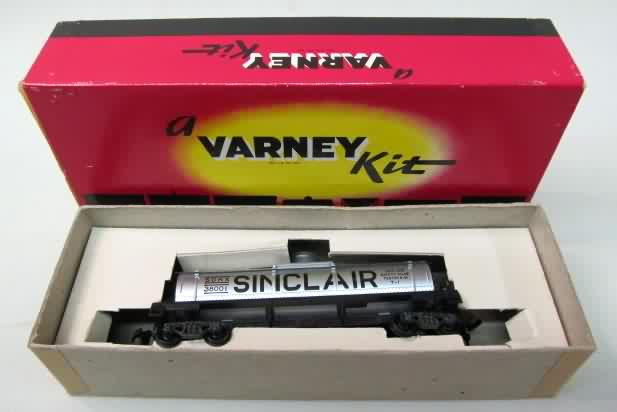 a
VARNEY
Kit
a
VARNEY
Kit
SINCLAIR
38001